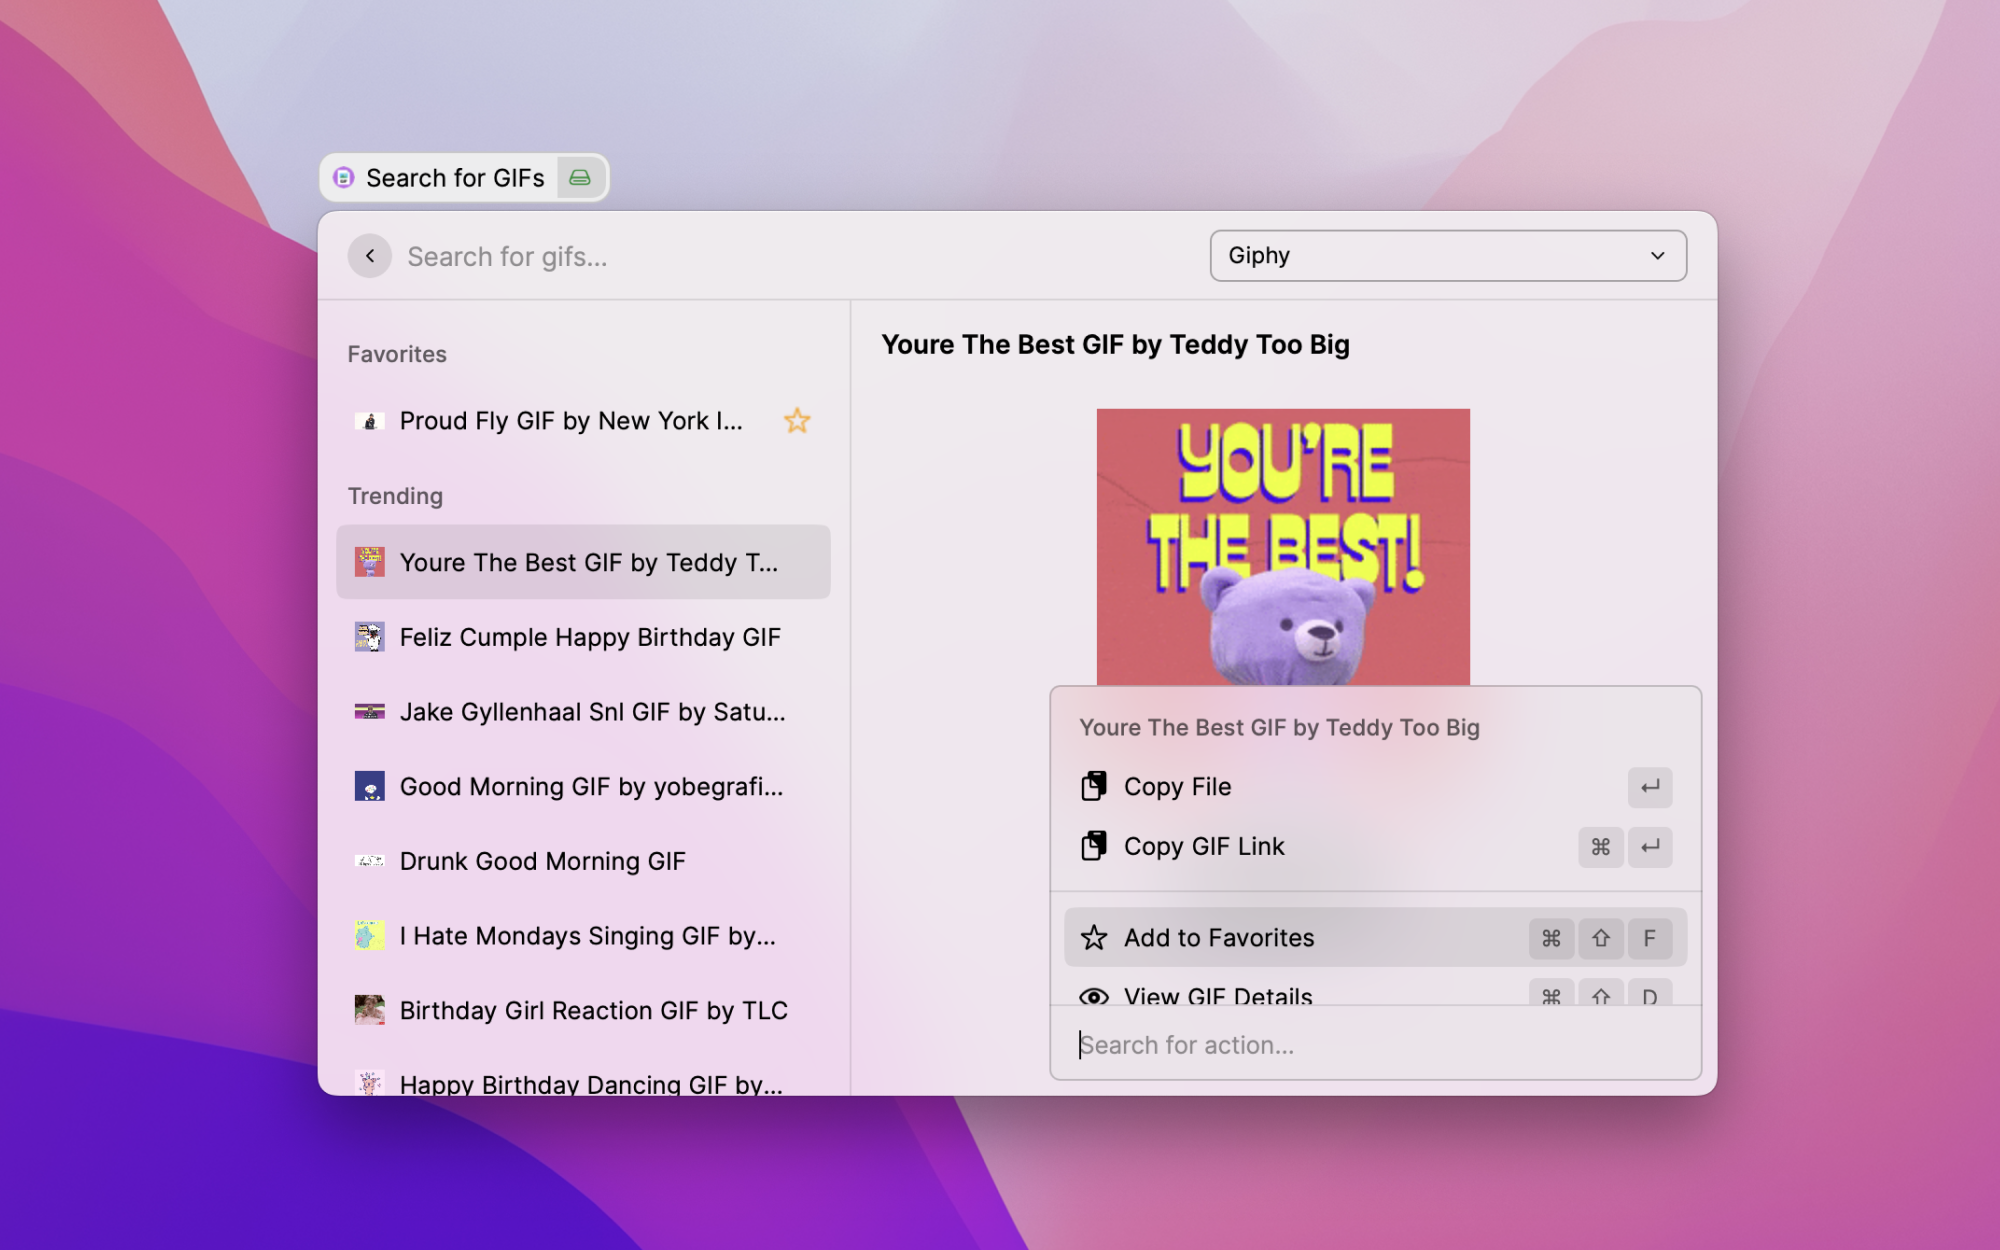 Search for GIFs
Search for gifs...
Giphy
Favorites
Proud Fly GIF by New York I...
Trending
Youre The Best GIF by Teddy T...
Feliz Cumple Happy Birthday GIF
Jake Gyllenhaal Snl GIF by Satu...
Good Morning GIF by yobegrafi...
Drunk Good Morning GIF
I Hate Mondays Singing GIF by...
Birthday Girl Reaction GIF by TLC
Happy Birthday Dancing GIF by...
Youre The Best GIF by Teddy Too Big
YOU'RE
THE BEST!
Youre The Best GIF by Teddy Too Big
Copy File ↵
Copy GIF Link ⌘ ↵
Add to Favorites ⌘ ⇧ F
View GIF Details ⌘ ⇧ D
Search for action...